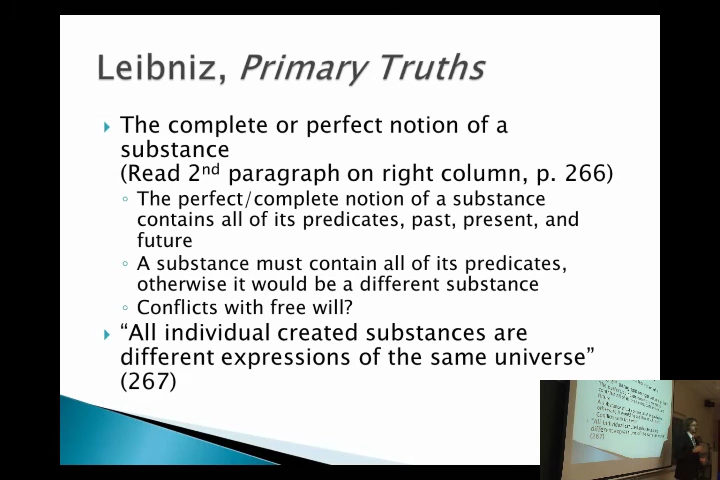 Leibniz, Primary Truths
The complete or perfect notion of a
substance
(Read 2nd paragraph on right column, p. 266)
The perfect/complete notion of a substance
contains all of its predicates, past, present, and
future
A substance must contain all of its predicates,
otherwise it would be a different substance
Conflicts with free will?
“All individual created substances are
different expressions of the same universe”
(267)